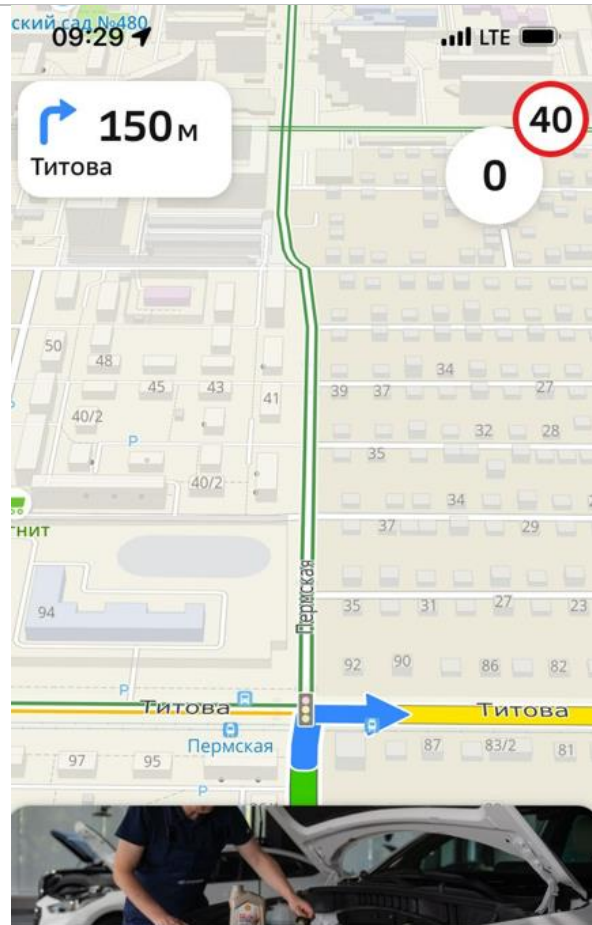 ский сад №480
09:29
LTE
150 м
Титова
40
0
50
48
34
45
43
41
39
37
27
40/2
P
32
28
35
40/2
34
гнит
37
29
Пермская
94
35
31
27
23
92
90
86
82
P
Титова
Титова
Пермская
87
83/2
81
97
95
P